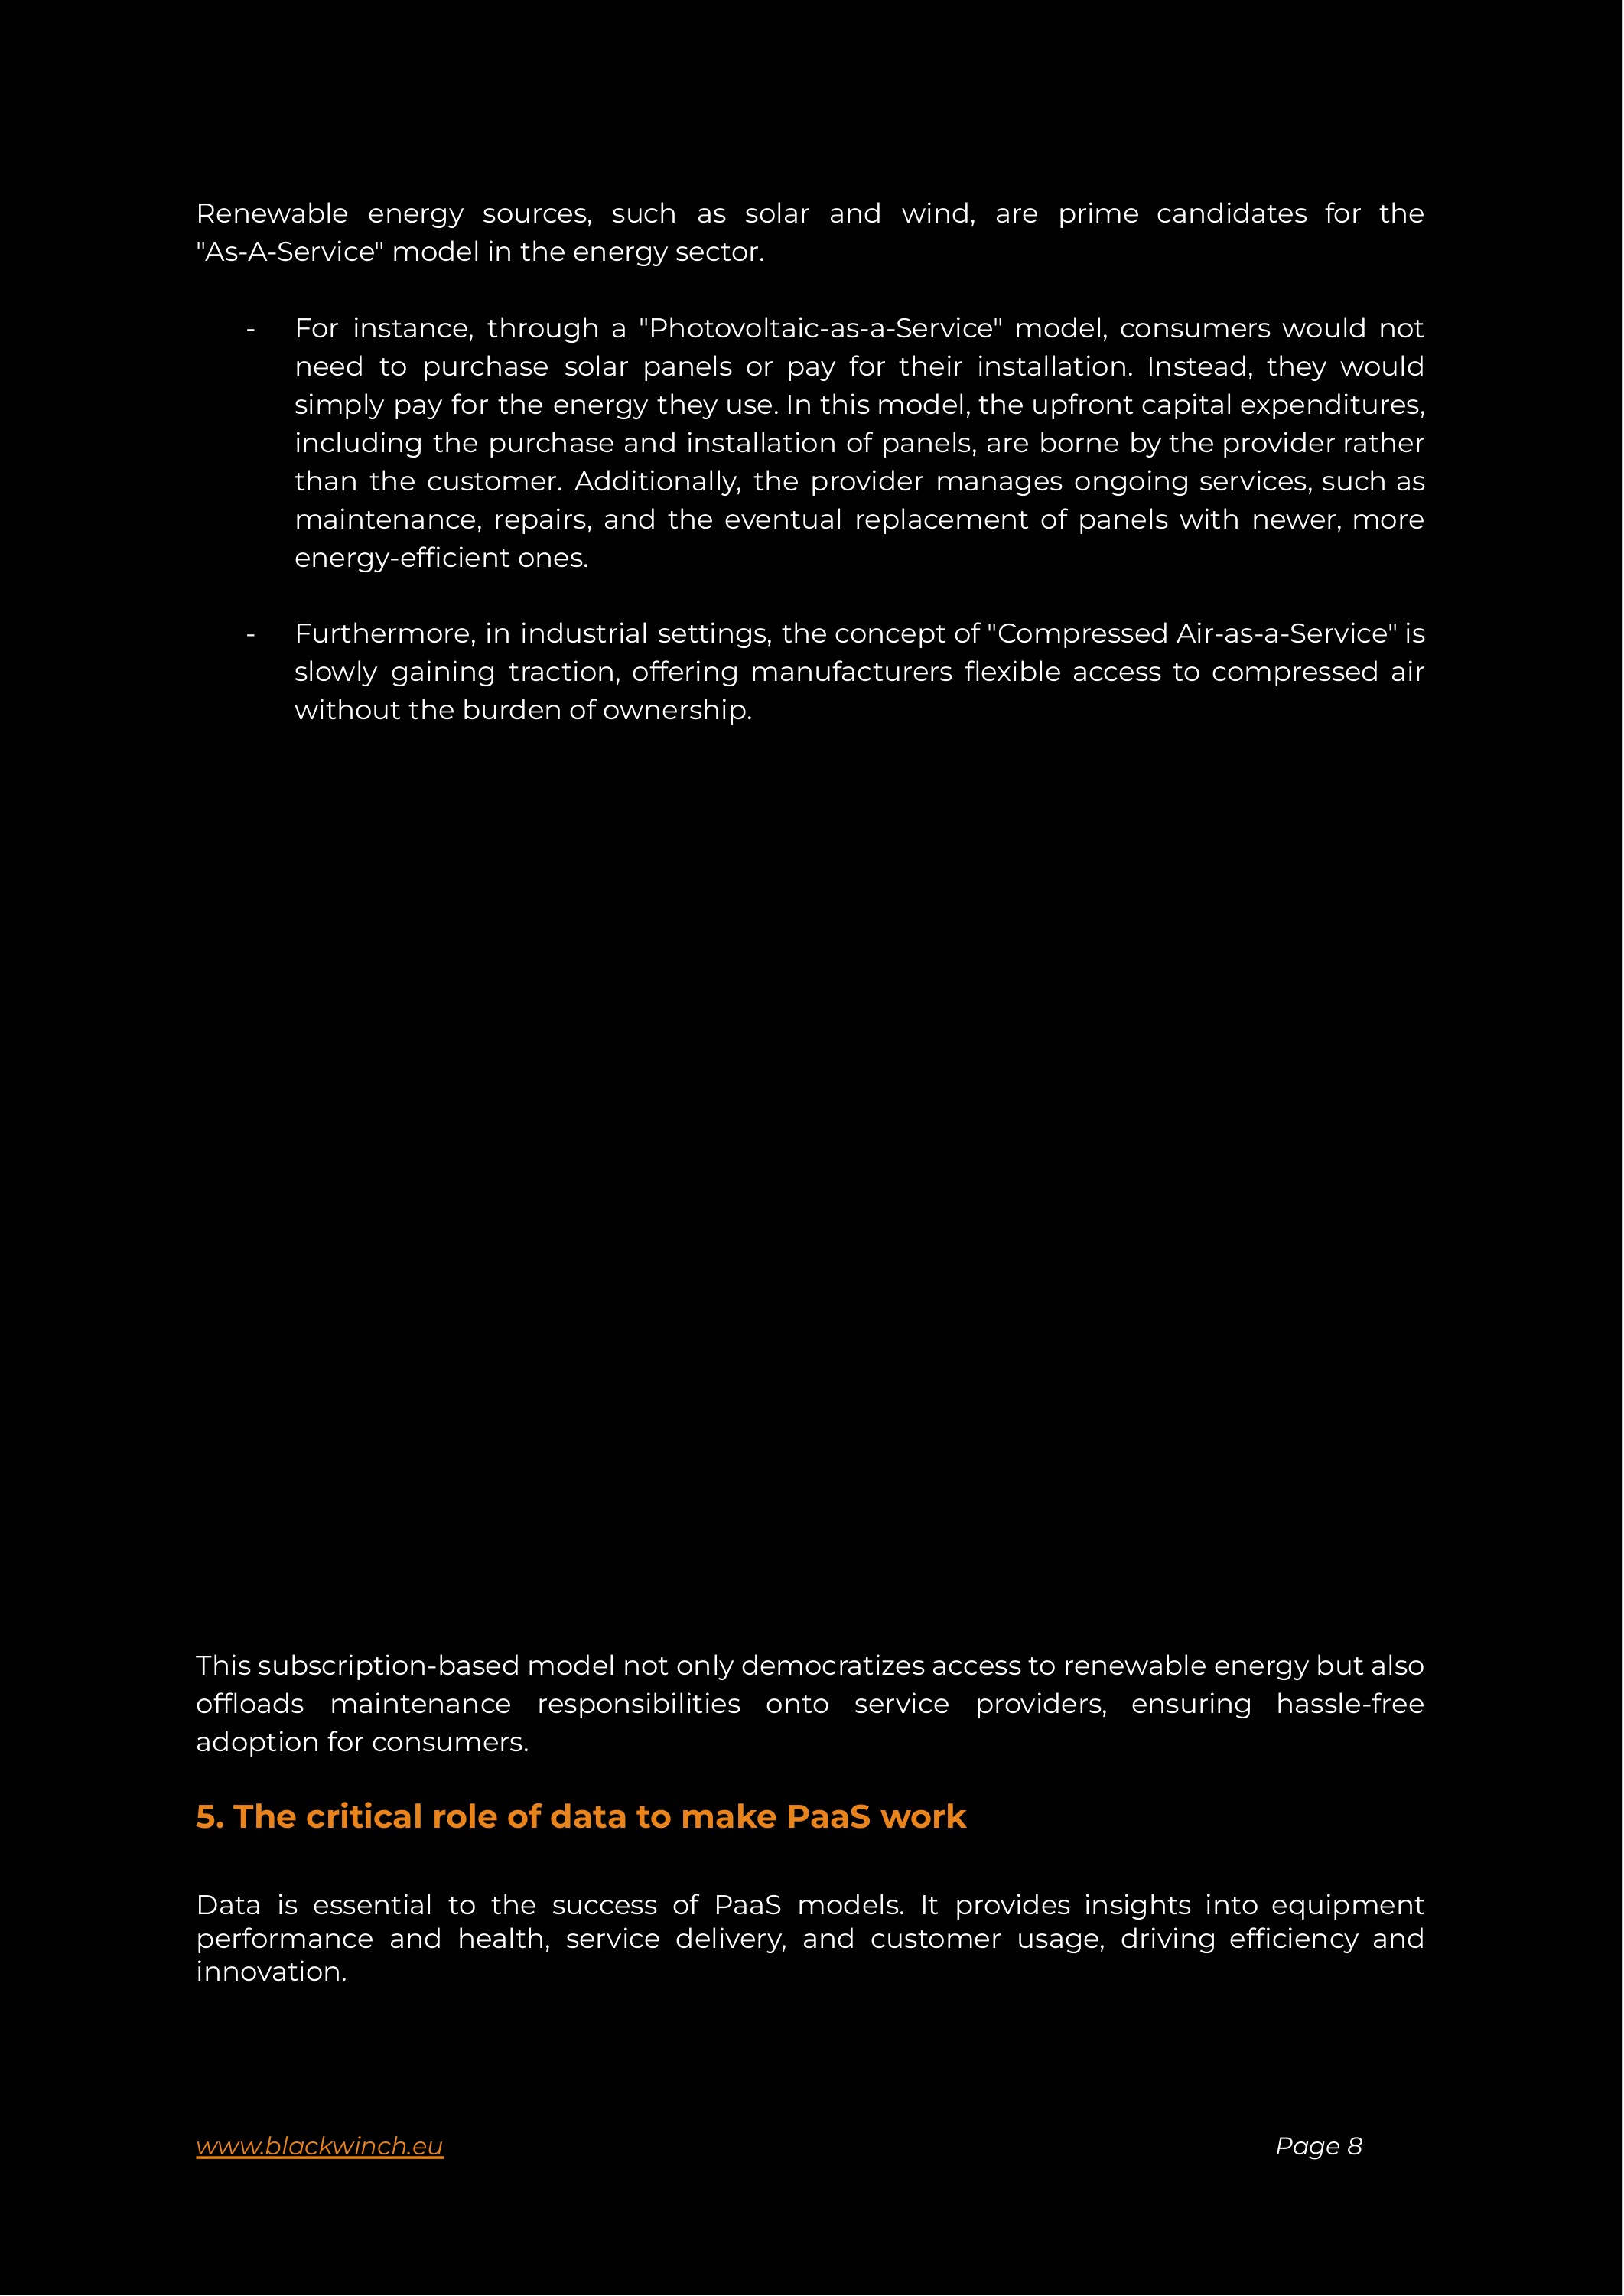 Renewable energy sources, such as solar and wind, are prime candidates for the
"As-A-Service" model in the energy sector.
- For instance, through a "Photovoltaic-as-a-Service" model, consumers would not
need to purchase solar panels or pay for their installation. Instead, they would
simply pay for the energy they use. In this model, the upfront capital expenditures,
including the purchase and installation of panels, are borne by the provider rather
than the customer. Additionally, the provider manages ongoing services, such as
maintenance, repairs, and the eventual replacement of panels with newer, more
energy-efficient ones.
- Furthermore, in industrial settings, the concept of "Compressed Air-as-a-Service" is
slowly gaining traction, offering manufacturers flexible access to compressed air
without the burden of ownership.
This subscription-based model not only democratizes access to renewable energy but also
offloads maintenance responsibilities onto service providers, ensuring hassle-free
adoption for consumers.
5. The critical role of data to make PaaS work
Data is essential to the success of PaaS models. It provides insights into equipment
performance and health, service delivery, and customer usage, driving efficiency and
innovation.
www.blackwinch.eu Page 8